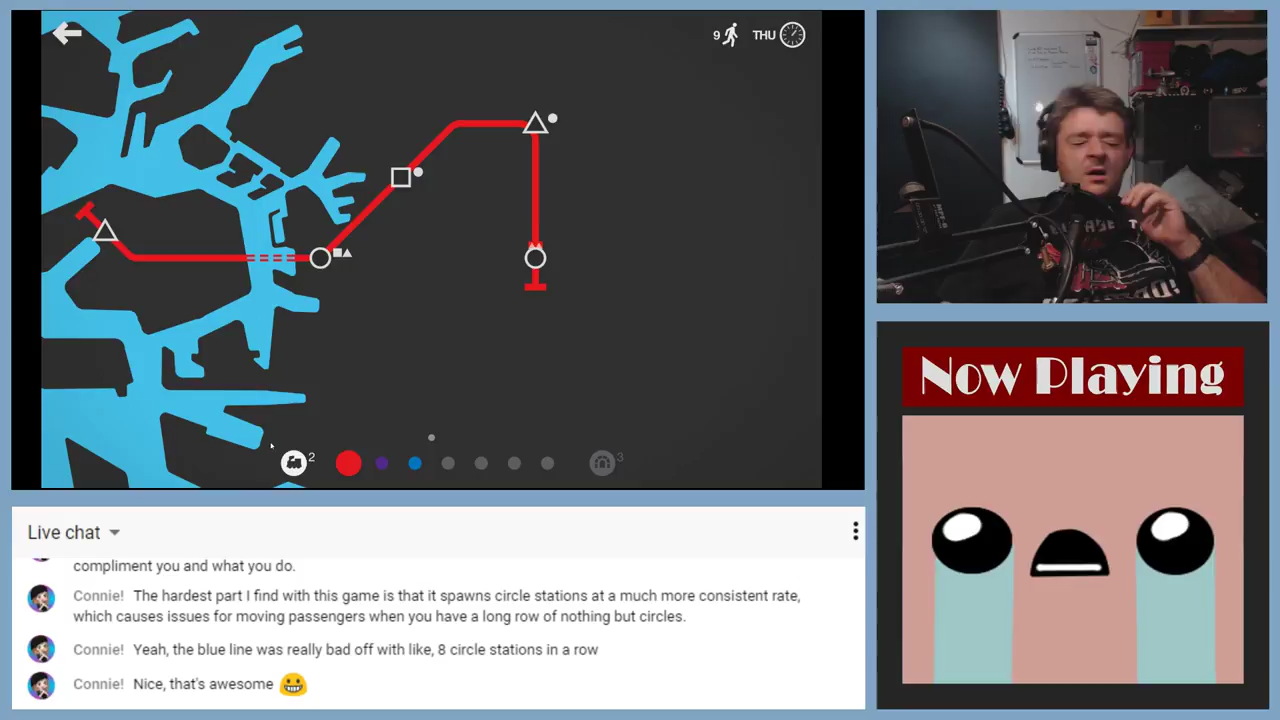 9
THU
2
3
Now Playing
Live chat
compliment you and what you do.
Connie! The hardest part I find with this game is that it spawns circle stations at a much more consistent rate,
which causes issues for moving passengers when you have a long row of nothing but circles.
Connie! Yeah, the blue line was really bad off with like, 8 circle stations in a row
Connie! Nice, that's awesome 😀